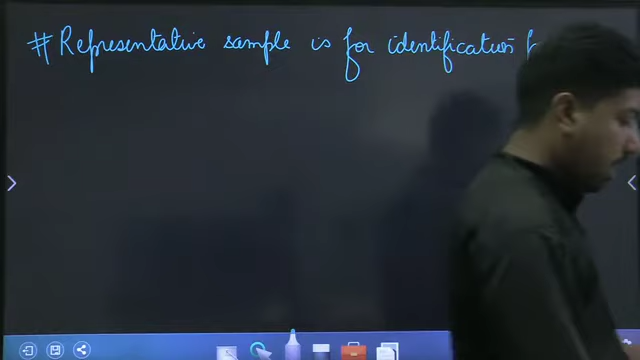 # Representative sample is for identification